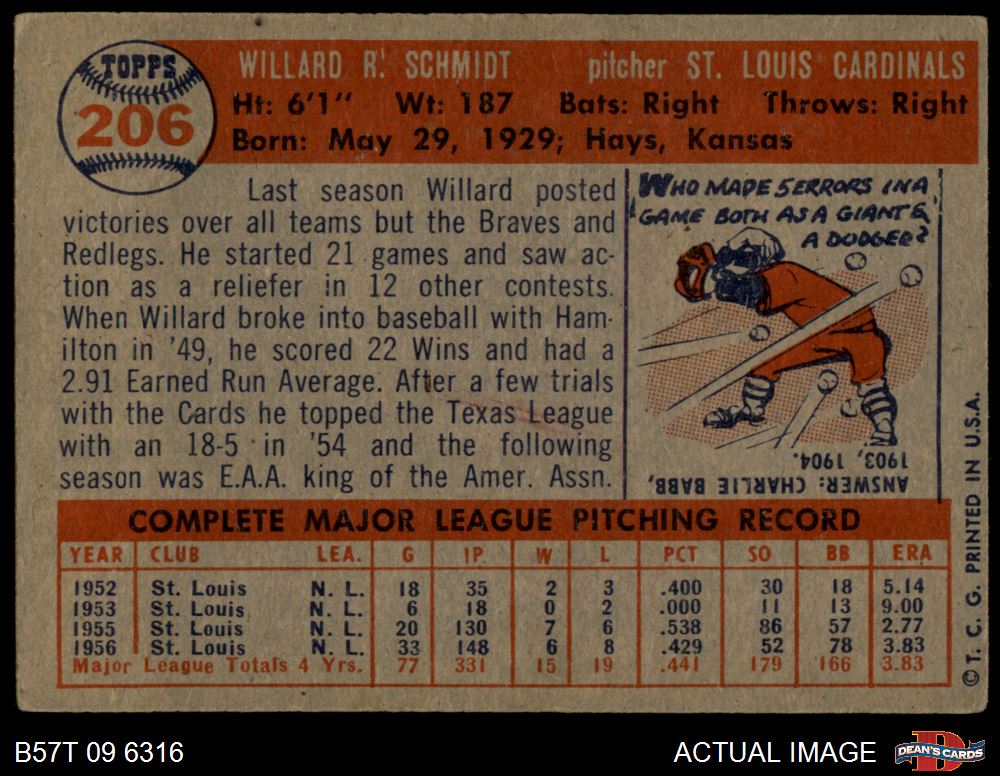 TOPPS
206
WILLARD R. SCHMIDT pitcher ST. LOUIS CARDINALS
Ht: 6'1" Wt: 187 Bats: Right Throws: Right
Born: May 29, 1929; Hays, Kansas
Last season Willard posted
victories over all teams but the Braves and
Redlegs. He started 21 games and saw ac-
tion as a reliefer in 12 other contests.
When Willard broke into baseball with Ham-
ilton in '49, he scored 22 Wins and had a
2.91 Earned Run Average. After a few trials
with the Cards he topped the Texas League
with an 18-5 in '54 and the following
season was E.A.A. king of the Amer. Assn.
WHO MADE 5 ERRORS IN A
GAME BOTH AS A GIANT &
A DODGER?
ANSWER: CHARLIE BABB,
1903, 1904.
COMPLETE MAJOR LEAGUE PITCHING RECORD
YEAR CLUB LEA. G IP W L PCT SO BB ERA
1952 St. Louis N. L. 18 35 2 3 .400 30 18 5.14
1953 St. Louis N. L. 6 18 0 2 .000 11 13 9.00
1955 St. Louis N. L. 20 130 7 6 .538 86 57 2.77
1956 St. Louis N. L. 33 148 6 8 .429 52 78 3.83
Major League Totals 4 Yrs. 77 331 15 19 .441 179 166 3.83
©T. C. G. PRINTED IN U.S.A.
B57T 09 6316
ACTUAL IMAGE
D
DEAN'S CARDS